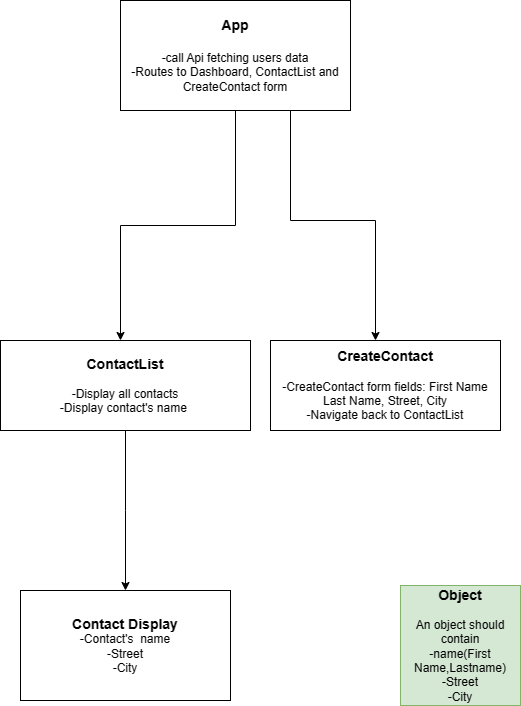 App
-call Api fetching users data
-Routes to Dashboard, ContactList and
CreateContact form
ContactList
-Display all contacts
-Display contact's name
CreateContact
-CreateContact form fields: First Name
Last Name, Street, City
-Navigate back to ContactList
Contact Display
-Contact's  name
-Street
-City
Object
An object should
contain
-name(First
Name,Lastname)
-Street
-City